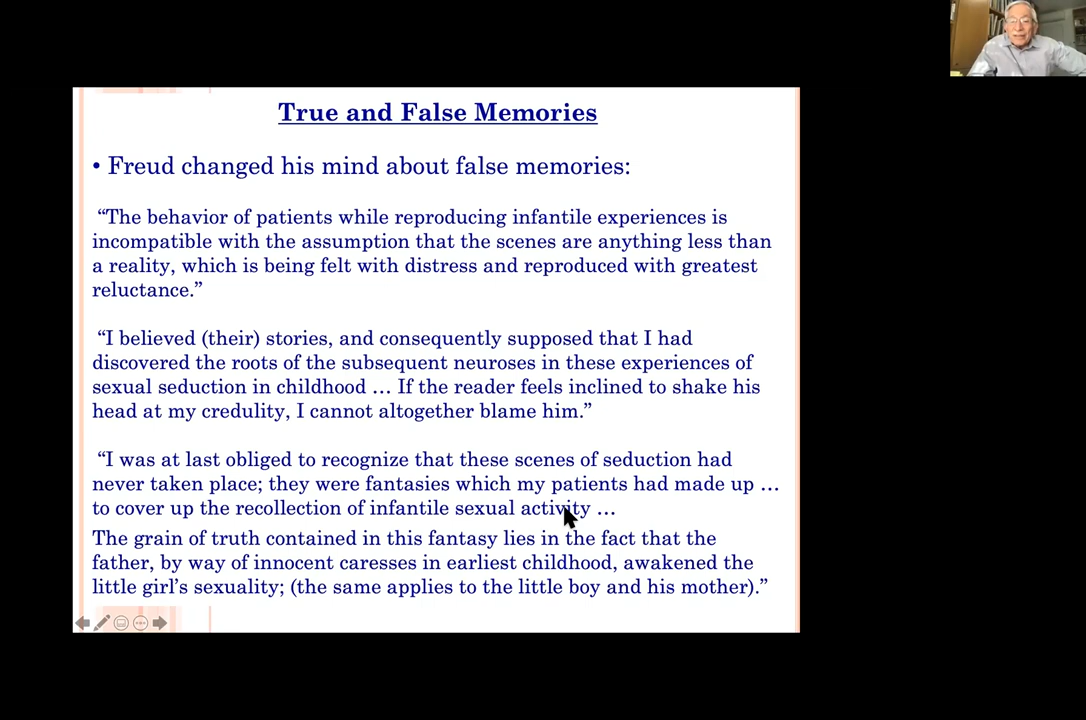 True and False Memories
• Freud changed his mind about false memories:
“The behavior of patients while reproducing infantile experiences is
incompatible with the assumption that the scenes are anything less than
a reality, which is being felt with distress and reproduced with greatest
reluctance.”
“I believed (their) stories, and consequently supposed that I had
discovered the roots of the subsequent neuroses in these experiences of
sexual seduction in childhood … If the reader feels inclined to shake his
head at my credulity, I cannot altogether blame him.”
“I was at last obliged to recognize that these scenes of seduction had
never taken place; they were fantasies which my patients had made up …
to cover up the recollection of infantile sexual activity …
The grain of truth contained in this fantasy lies in the fact that the
father, by way of innocent caresses in earliest childhood, awakened the
little girl’s sexuality; (the same applies to the little boy and his mother).”